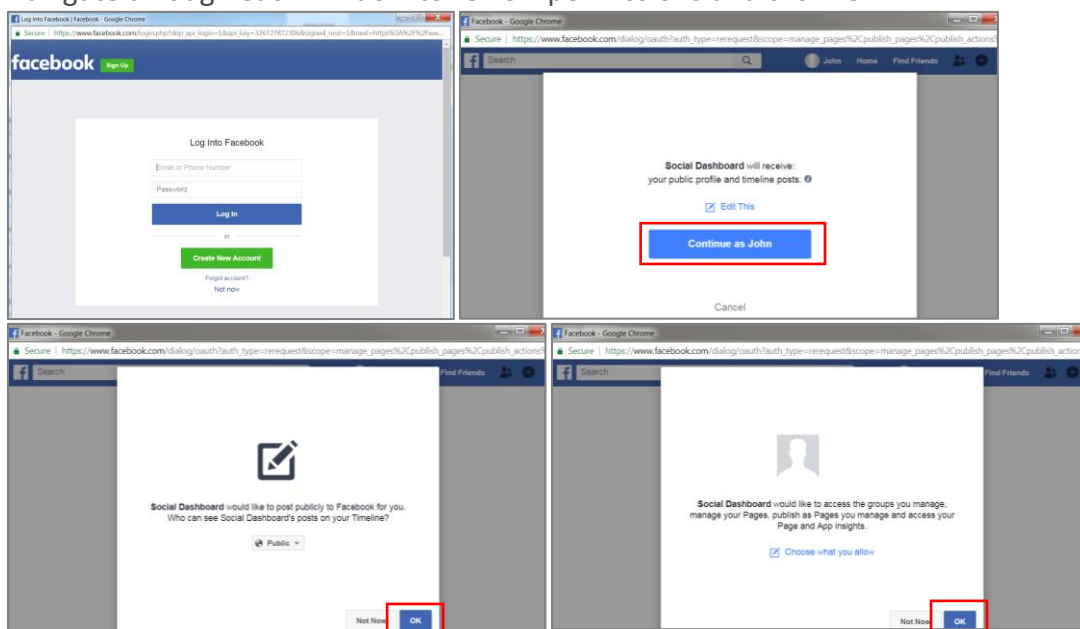 Log into Facebook | Facebook - Google Chrome
Secure | https://www.facebook.com/login.php?skip_api_login=1&api_key=126727872106&signed_next=1&next=https%3A%2F%2Fww...
facebook Sign Up
Log Into Facebook
Email or Phone Number
Password
Log In
or
Create New Account
Forgot account?
Not now
Facebook - Google Chrome
Secure | https://www.facebook.com/dialog/oauth?auth_type=rerequest&scope=manage_pages%2Cpublish_pages%2Cpublish_actions
Search John Home Find Friends
Social Dashboard will receive:
your public profile and timeline posts.
Edit This
Continue as John
Cancel
Facebook - Google Chrome
Secure | https://www.facebook.com/dialog/oauth?auth_type=rerequest&scope=manage_pages%2Cpublish_pages%2Cpublish_actions
Search Find Friends
Social Dashboard would like to post publicly to Facebook for you.
Who can see Social Dashboard's posts on your Timeline?
Public
Not Now OK
Facebook - Google Chrome
Secure | https://www.facebook.com/dialog/oauth?auth_type=rerequest&scope=manage_pages%2Cpublish_pages%2Cpublish_action
Search Find Friends
Social Dashboard would like to access the groups you manage,
manage your Pages, publish as Pages you manage and access your
Page and App insights.
Choose what you allow
Not Now OK